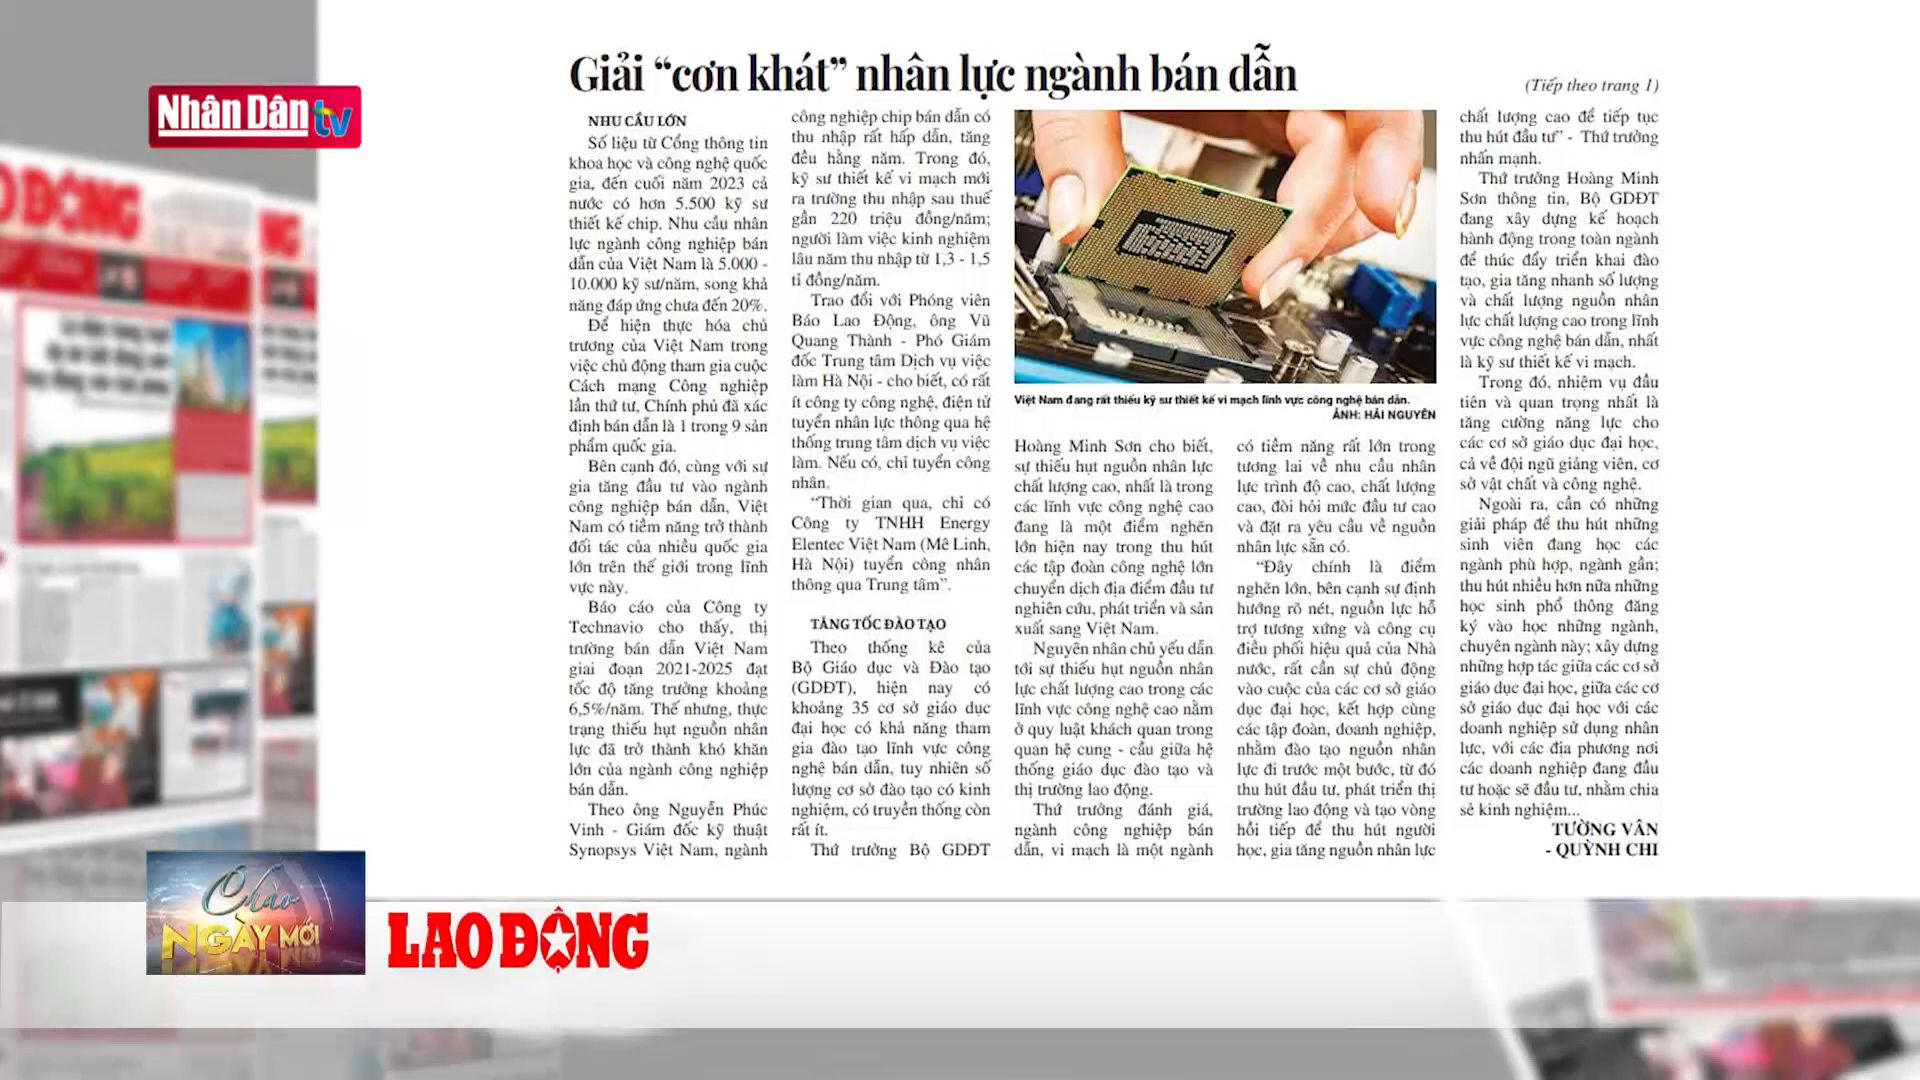 Nhân Dân tv
Giải “cơn khát” nhân lực ngành bán dẫn
(Tiếp theo trang 1)
NHU CẦU LỚN
Số liệu từ Cổng thông tin
khoa học và công nghệ quốc
gia, đến cuối năm 2023 cả
nước có hơn 5.500 kỹ sư
thiết kế chip. Nhu cầu nhân
lực ngành công nghiệp bán
dẫn của Việt Nam là 5.000 -
10.000 kỹ sư/năm, song khả
năng đáp ứng chưa đến 20%.
Để hiện thực hóa chủ
trương của Việt Nam trong
việc chủ động tham gia cuộc
Cách mạng Công nghiệp
lần thứ tư, Chính phủ đã xác
định bán dẫn là 1 trong 9 sản
phẩm quốc gia.
Bên cạnh đó, cùng với sự
gia tăng đầu tư vào ngành
công nghiệp bán dẫn, Việt
Nam có tiềm năng trở thành
đối tác của nhiều quốc gia
lớn trên thế giới trong lĩnh
vực này.
Báo cáo của Công ty
Technavio cho thấy, thị
trường bán dẫn Việt Nam
giai đoạn 2021-2025 đạt
tốc độ tăng trưởng khoảng
6,5%/năm. Thế nhưng, thực
trạng thiếu hụt nguồn nhân
lực đã trở thành khó khăn
lớn của ngành công nghiệp
bán dẫn.
Theo ông Nguyễn Phúc
Vinh - Giám đốc kỹ thuật
Synopsys Việt Nam, ngành
công nghiệp chip bán dẫn có
thu nhập rất hấp dẫn, tăng
đều hằng năm. Trong đó,
kỹ sư thiết kế vi mạch mới
ra trường thu nhập sau thuế
gần 220 triệu đồng/năm;
người làm việc kinh nghiệm
lâu năm thu nhập từ 1,3 - 1,5
tỉ đồng/năm.
Trao đổi với Phóng viên
Báo Lao Động, ông Vũ
Quang Thành - Phó Giám
đốc Trung tâm Dịch vụ việc
làm Hà Nội - cho biết, có rất
ít công ty công nghệ, điện tử
tuyển nhân lực thông qua hệ
thống trung tâm dịch vụ việc
làm. Nếu có, chỉ tuyển công
nhân.
“Thời gian qua, chỉ có
Công ty TNHH Energy
Elentec Việt Nam (Mê Linh,
Hà Nội) tuyển công nhân
thông qua Trung tâm”.
TĂNG TỐC ĐÀO TẠO
Theo thống kê của
Bộ Giáo dục và Đào tạo
(GDĐT), hiện nay có
khoảng 35 cơ sở giáo dục
đại học có khả năng tham
gia đào tạo lĩnh vực công
nghệ bán dẫn, tuy nhiên số
lượng cơ sở đào tạo có kinh
nghiệm, có truyền thống còn
rất ít.
Thứ trưởng Bộ GDĐT
Việt Nam đang rất thiếu kỹ sư thiết kế vi mạch lĩnh vực công nghệ bán dẫn.
ẢNH: HẢI NGUYỄN
Hoàng Minh Sơn cho biết,
sự thiếu hụt nguồn nhân lực
chất lượng cao, nhất là trong
các lĩnh vực công nghệ cao
đang là một điểm nghẽn
lớn hiện nay trong thu hút
các tập đoàn công nghệ lớn
chuyển dịch địa điểm đầu tư
nghiên cứu, phát triển và sản
xuất sang Việt Nam.
Nguyên nhân chủ yếu dẫn
tới sự thiếu hụt nguồn nhân
lực chất lượng cao trong các
lĩnh vực công nghệ cao nằm
ở quy luật khách quan trong
quan hệ cung - cầu giữa hệ
thống giáo dục đào tạo và
thị trường lao động.
Thứ trưởng đánh giá,
ngành công nghiệp bán
dẫn, vi mạch là một ngành
có tiềm năng rất lớn trong
tương lai về nhu cầu nhân
lực trình độ cao, chất lượng
cao, đòi hỏi mức đầu tư cao
và đặt ra yêu cầu về nguồn
nhân lực sẵn có.
“Đây chính là điểm
nghẽn lớn, bên cạnh sự định
hướng rõ nét, nguồn lực hỗ
trợ tương xứng và công cụ
điều phối hiệu quả của Nhà
nước, rất cần sự chủ động
vào cuộc của các cơ sở giáo
dục đại học, kết hợp cùng
các tập đoàn, doanh nghiệp,
nhằm đào tạo nguồn nhân
lực đi trước một bước, từ đó
thu hút đầu tư, phát triển thị
trường lao động và tạo vòng
hồi tiếp để thu hút người
học, gia tăng nguồn nhân lực
chất lượng cao để tiếp tục
thu hút đầu tư” - Thứ trưởng
nhấn mạnh.
Thứ trưởng Hoàng Minh
Sơn thông tin, Bộ GDĐT
đang xây dựng kế hoạch
hành động trong toàn ngành
để thúc đẩy triển khai đào
tạo, gia tăng nhanh số lượng
và chất lượng nguồn nhân
lực chất lượng cao trong lĩnh
vực công nghệ bán dẫn, nhất
là kỹ sư thiết kế vi mạch.
Trong đó, nhiệm vụ đầu
tiên và quan trọng nhất là
tăng cường năng lực cho
các cơ sở giáo dục đại học,
cả về đội ngũ giảng viên, cơ
sở vật chất và công nghệ.
Ngoài ra, cần có những
giải pháp để thu hút những
sinh viên đang học các
ngành phù hợp, ngành gần;
thu hút nhiều hơn nữa những
học sinh phổ thông đăng
ký vào học những ngành,
chuyên ngành này; xây dựng
những hợp tác giữa các cơ sở
giáo dục đại học, giữa các cơ
sở giáo dục đại học với các
doanh nghiệp sử dụng nhân
lực, với các địa phương nơi
các doanh nghiệp đang đầu
tư hoặc sẽ đầu tư, nhằm chia
sẻ kinh nghiệm...
TƯỜNG VÂN
- QUỲNH CHI
Chào
NGÀY MỚI
LAO ĐỘNG